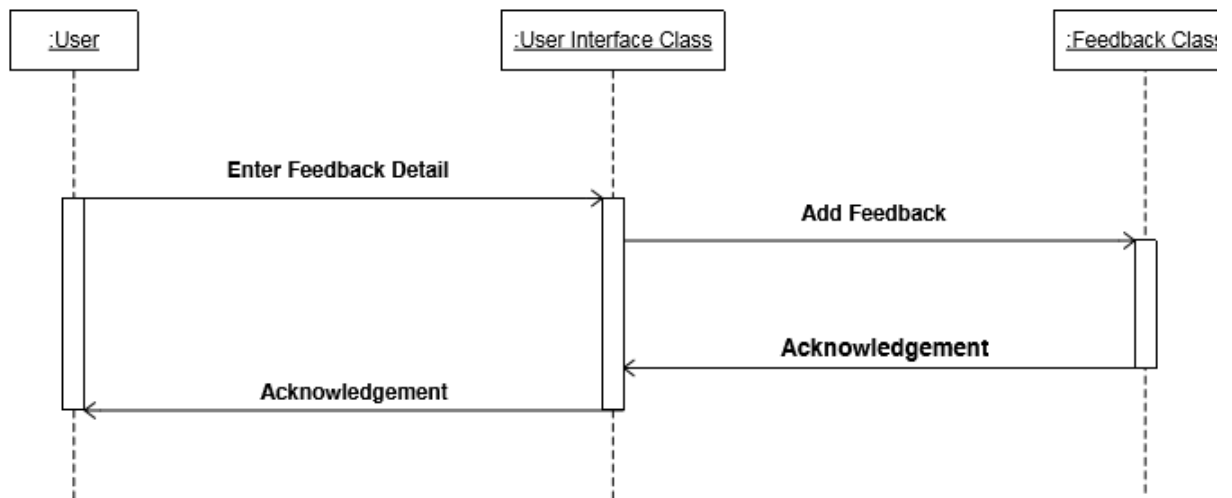 :User
:User Interface Class
:Feedback Class
Enter Feedback Detail
Add Feedback
Acknowledgement
Acknowledgement